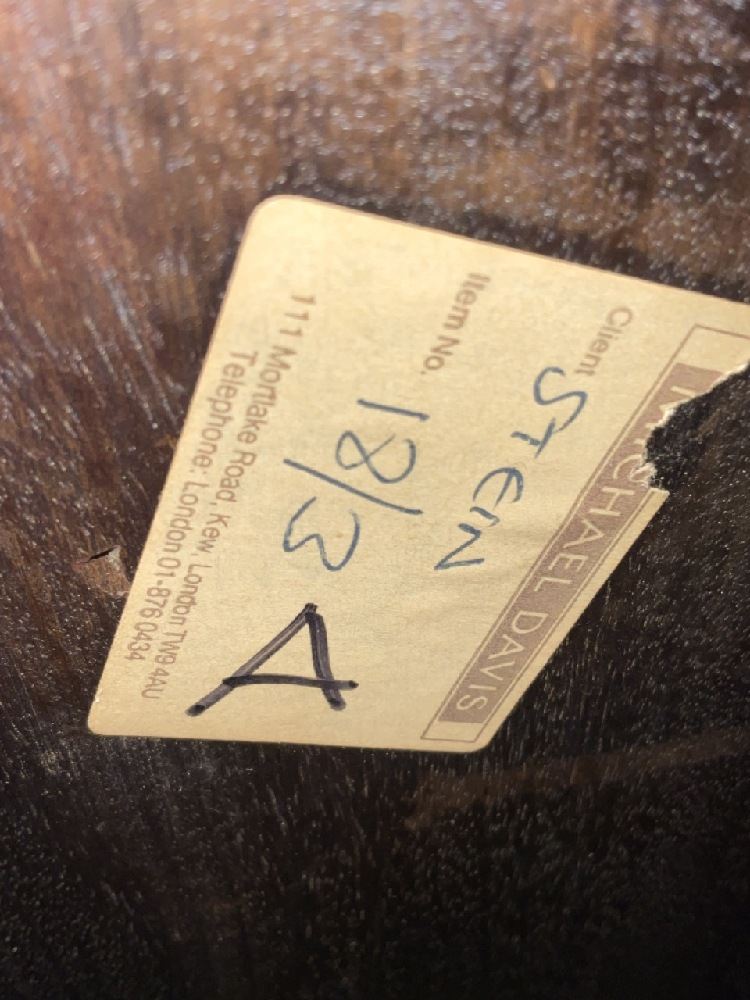 MICHAEL DAVIS
Client STEIN
Item No. 18/3 A
111 Mortlake Road, Kew, London TW9 4AU
Telephone: London 01-876 0434